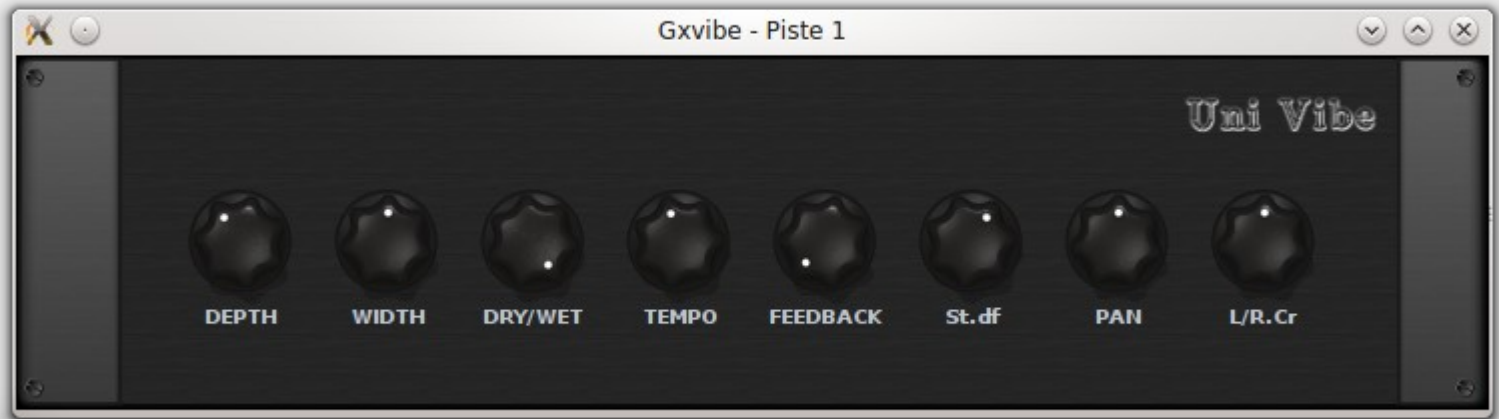 Gxvibe - Piste 1
Uni Vibe
DEPTH WIDTH DRY/WET TEMPO FEEDBACK St.df PAN L/R.Cr